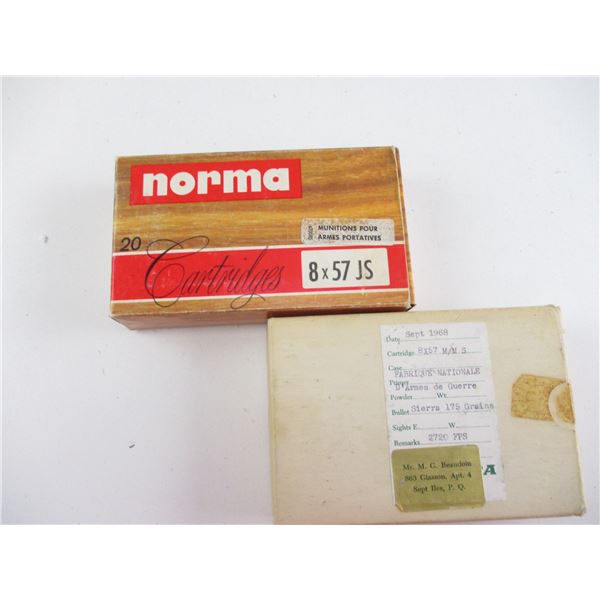 norma
20
Cartridges
MUNITIONS POUR
ARMES PORTATIVES
8 x 57 JS
Date Sept 1968
Cartridge 8x57 M/M S
Case
FABRIQUE NATIONALE
Primer
D'Armes de Guerre
Powder Wt.
Bullet Sierra 175 Grains
Sights E. W.
Remarks 2720 FPS
Mr. M. G. Beaudoin
863 Glasson, Apt. 4
Sept Iles, P. Q.